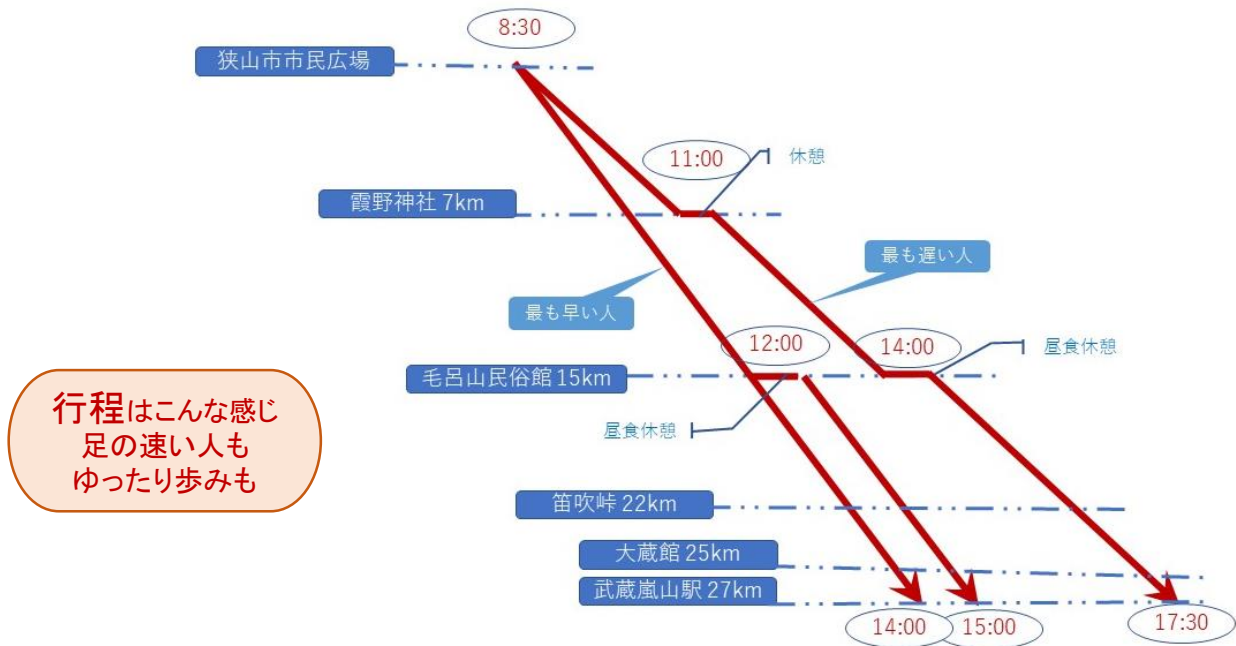 8:30
狭山市市民広場
11:00
休憩
霞野神社 7km
最も遅い人
最も早い人
12:00
14:00
昼食休憩
毛呂山民俗館 15km
昼食休憩
行程はこんな感じ
足の速い人も
ゆったり歩みも
笛吹峠 22km
大蔵館 25km
武蔵嵐山駅 27km
14:00
15:00
17:30